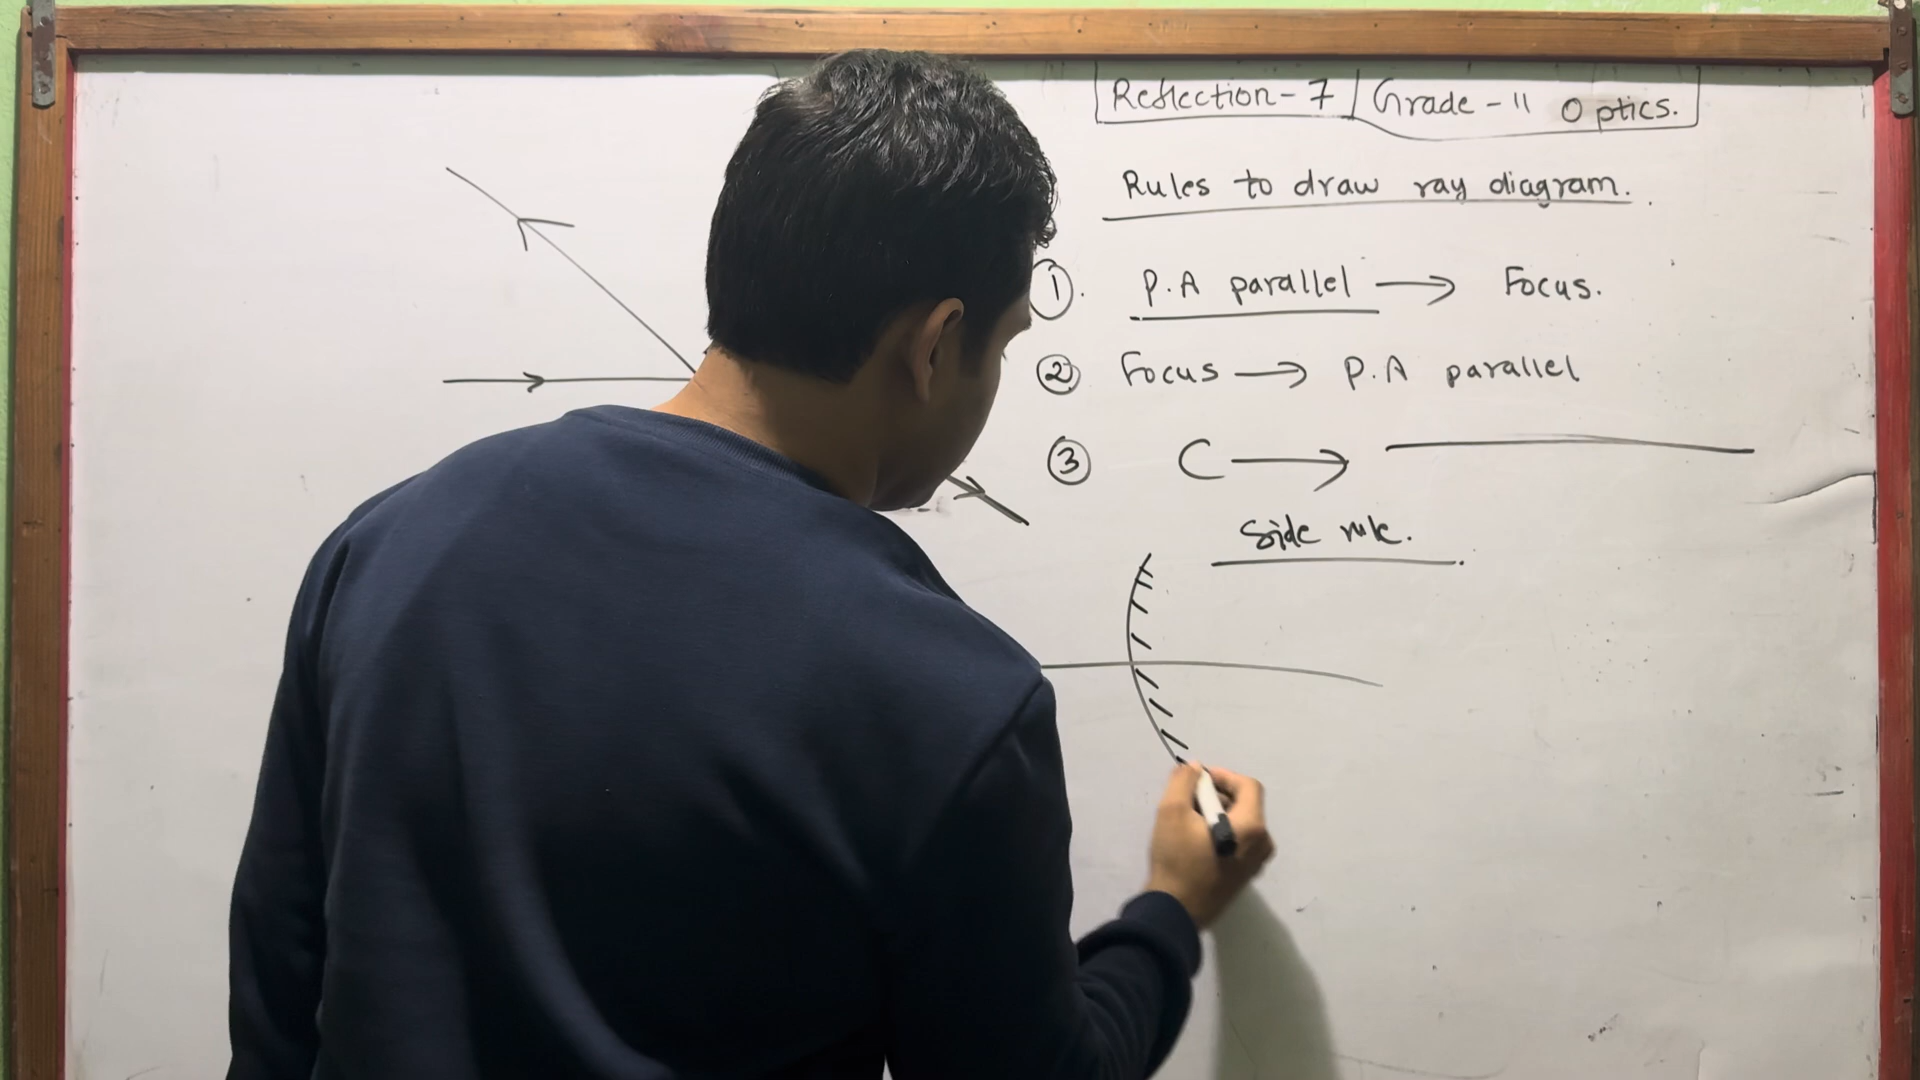 Reflection - 7 | Grade - 11 Optics.
Rules to draw ray diagram.
①. P.A parallel → Focus.
② Focus → P.A parallel
③ C →
Side rule.